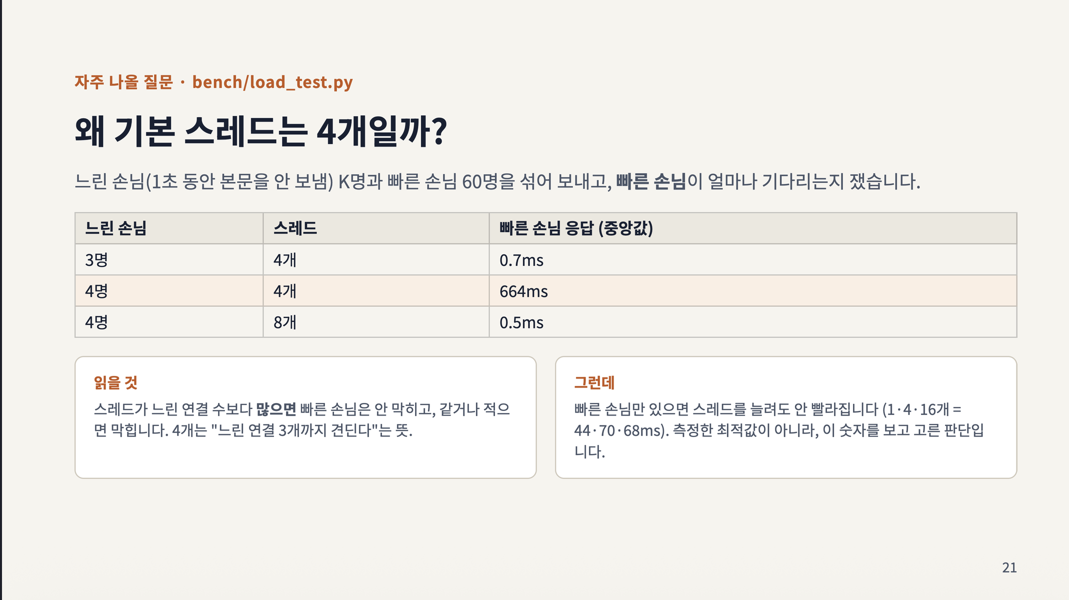 자주 나올 질문 · bench/load_test.py
왜 기본 스레드는 4개일까?
느린 손님(1초 동안 본문을 안 보냄) K명과 빠른 손님 60명을 섞어 보내고, 빠른 손님이 얼마나 기다리는지 쟀습니다.
느린 손님 스레드 빠른 손님 응답 (중앙값)
3명 4개 0.7ms
4명 4개 664ms
4명 8개 0.5ms
읽을 것
스레드가 느린 연결 수보다 많으면 빠른 손님은 안 막히고, 같거나 적으
면 막힙니다. 4개는 "느린 연결 3개까지 견딘다"는 뜻.
그런데
빠른 손님만 있으면 스레드를 늘려도 안 빨라집니다 (1·4·16개 =
44·70·68ms). 측정한 최적값이 아니라, 이 숫자를 보고 고른 판단입
니다.
21